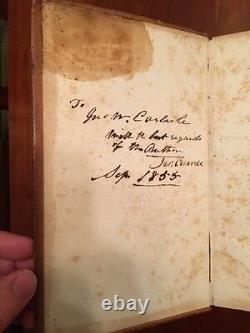 To
Jno W. Carlisle
With the best regards
of the Author
Sep 1855